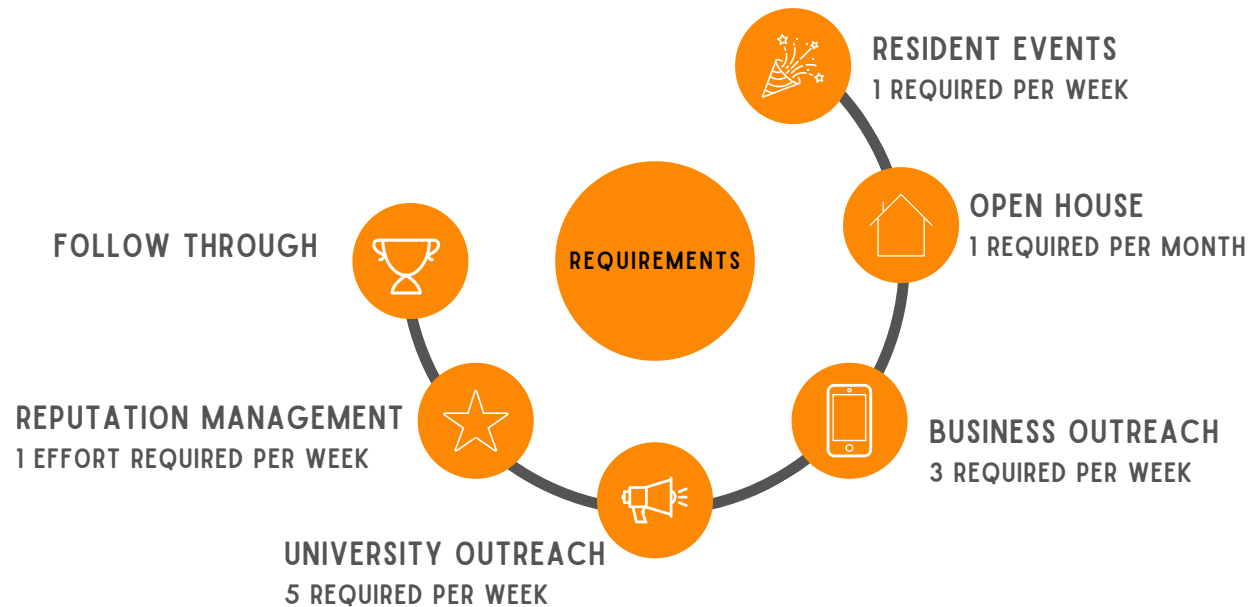 RESIDENT EVENTS
1 REQUIRED PER WEEK
OPEN HOUSE
1 REQUIRED PER MONTH
REQUIREMENTS
FOLLOW THROUGH
REPUTATION MANAGEMENT
1 EFFORT REQUIRED PER WEEK
BUSINESS OUTREACH
3 REQUIRED PER WEEK
UNIVERSITY OUTREACH
5 REQUIRED PER WEEK